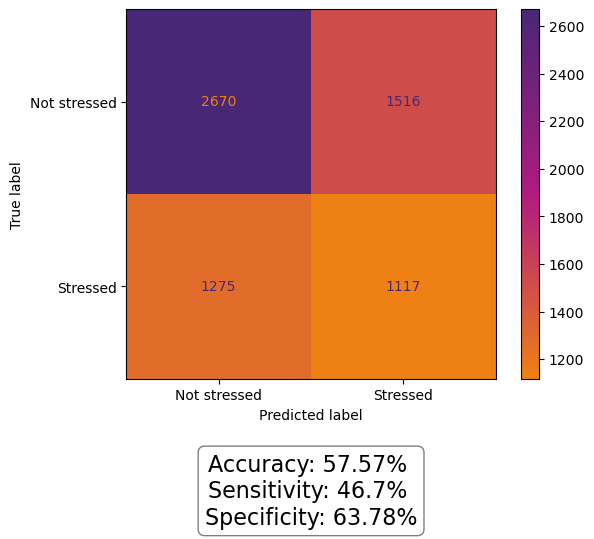 2600
2400
2200
2000
1800
1600
1400
1200
True label
Not stressed
Stressed
2670
1516
1275
1117
Not stressed
Stressed
Predicted label
Accuracy: 57.57%
Sensitivity: 46.7%
Specificity: 63.78%